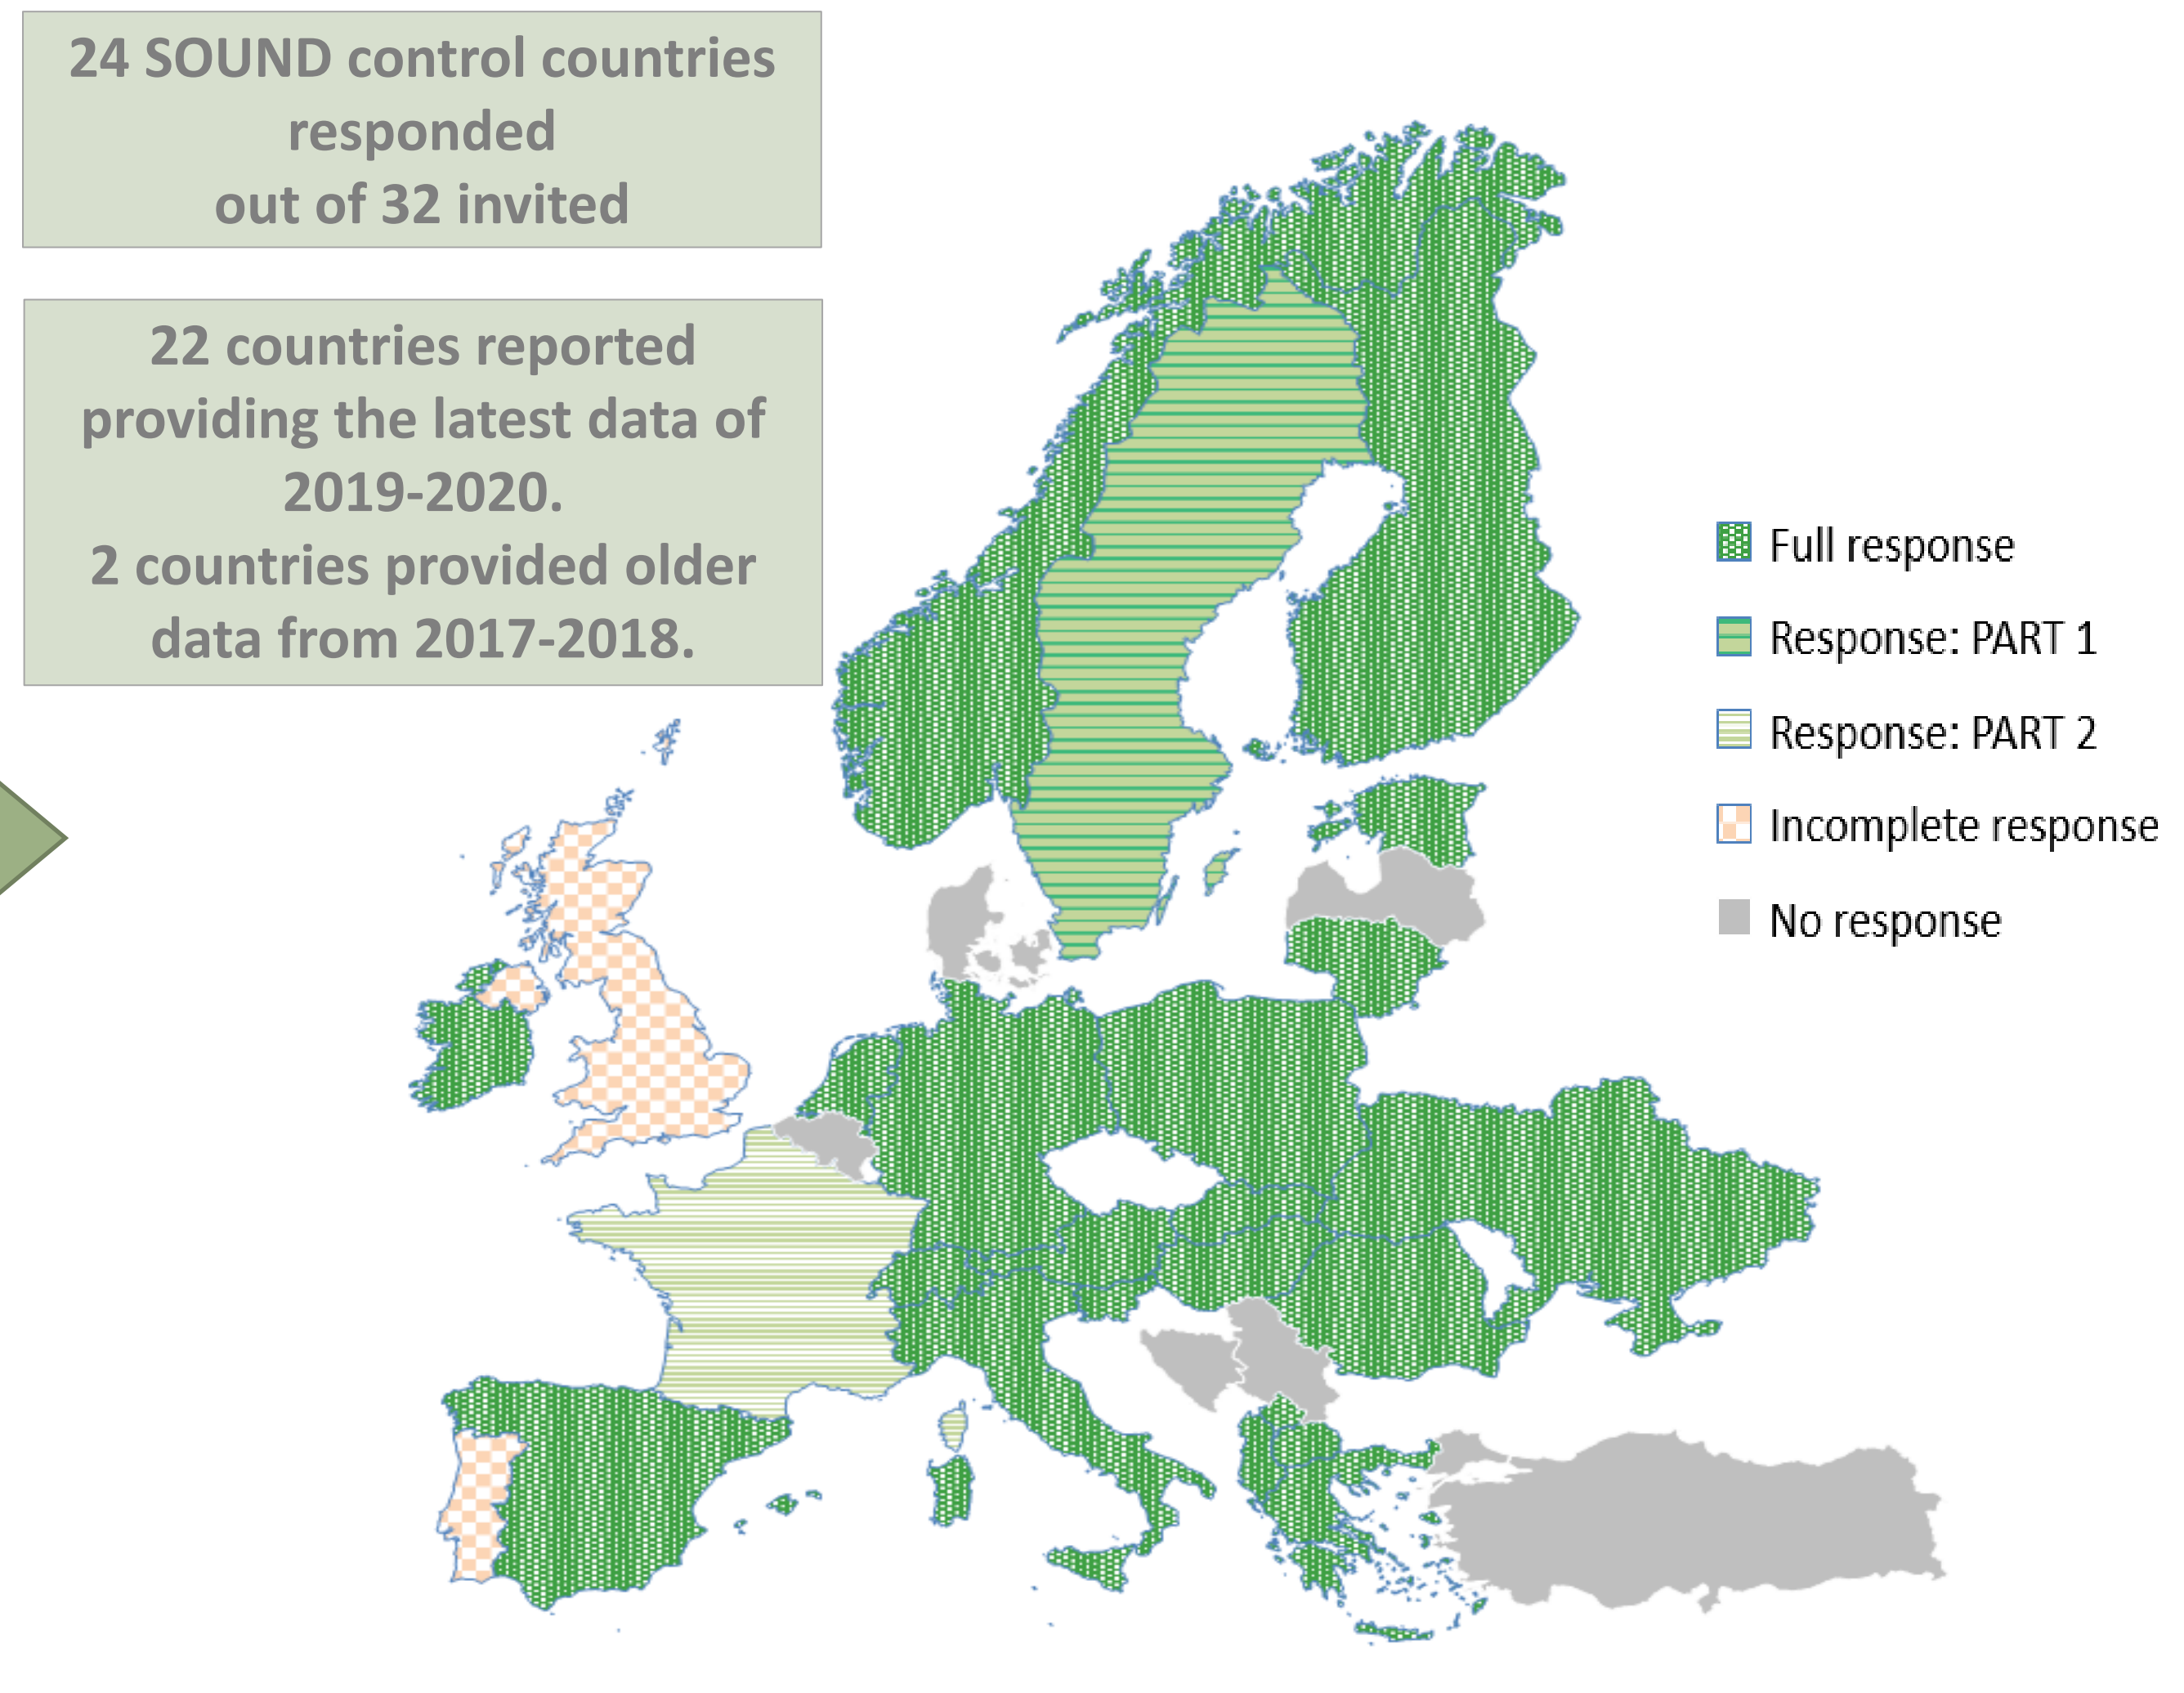 24 SOUND control countries
responded
out of 32 invited
22 countries reported
providing the latest data of
2019-2020.
2 countries provided older
data from 2017-2018.
Full response
Response: PART 1
Response: PART 2
Incomplete response
No response